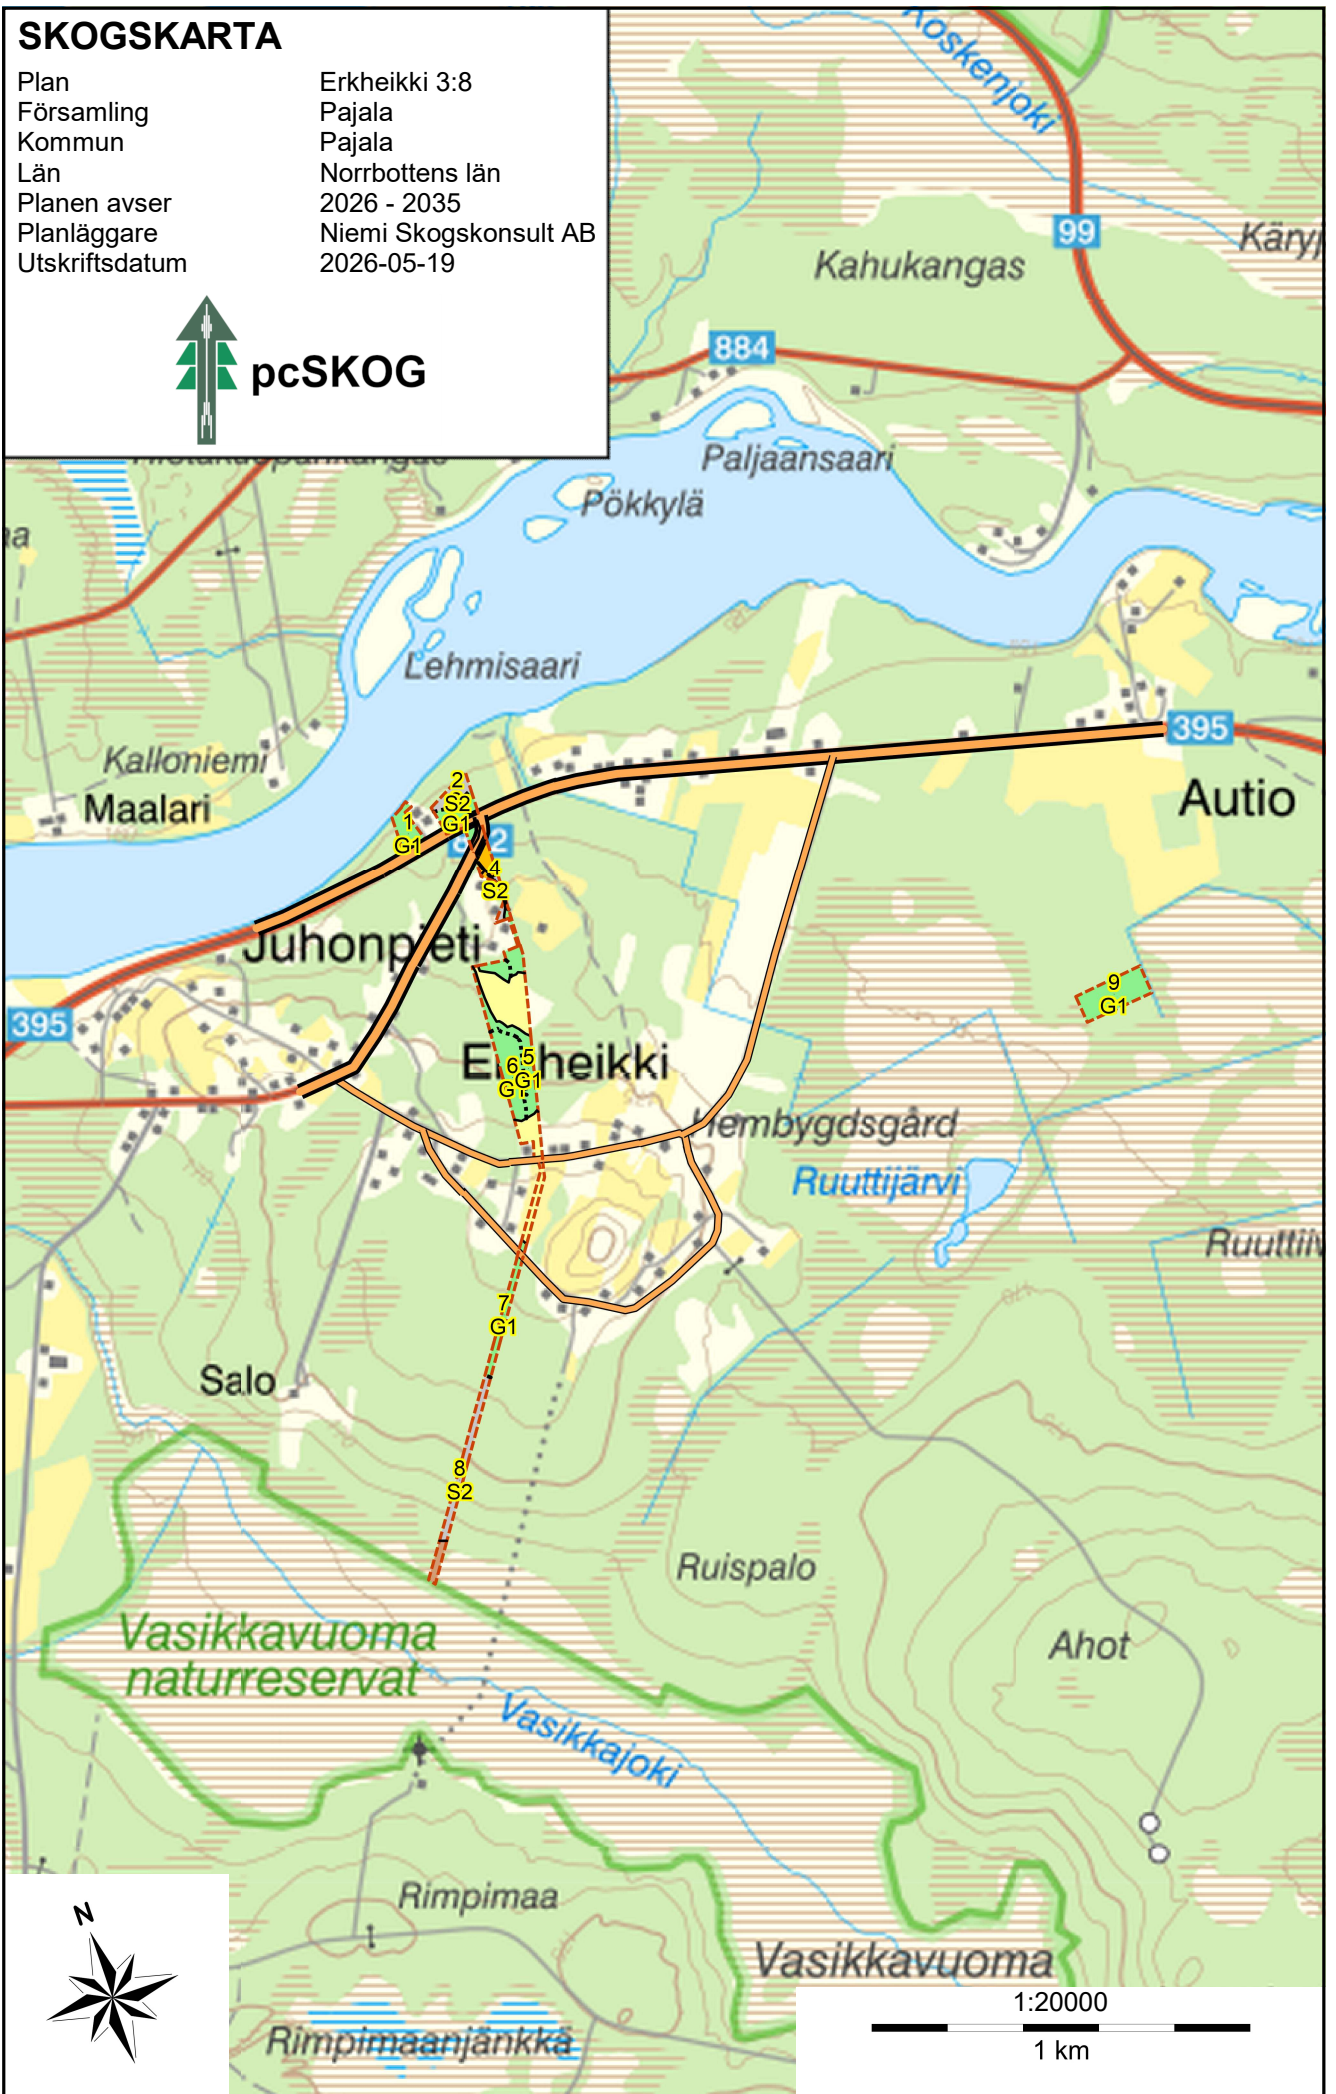 SKOGSKARTA
Plan Erkheikki 3:8
Församling Pajala
Kommun Pajala
Län Norrbottens län
Planen avser 2026 - 2035
Planläggare Niemi Skogskonsult AB
Utskriftsdatum 2026-05-19
pcSKOG
Koskenjoki
99
Kahukangas
884
Paljaansaari
Pökkylä
Lehmisaari
Kalloniemi
Maalari
395
Autio
2
S2
G1
1
G1
4
S2
Juhonpieti
395
9
G1
Erkheikki
5
G1
6
Hembygdsgård
Ruuttijärvi
7
G1
Salo
8
S2
Ruispalo
Ahot
Vasikkavuoma
naturreservat
Vasikkajoki
N
Rimpimaa
Vasikkavuoma
Rimpimaanjänkkä
1:20000
1 km